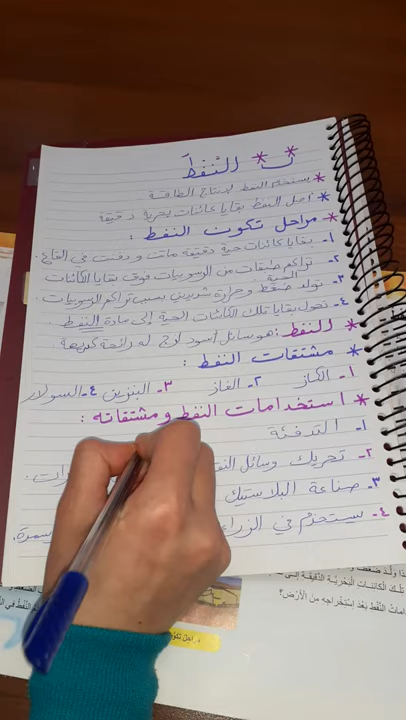 ** النفط
* يستخدم النفط لإنتاج الطاقة
* أصل النفط بقايا كائنات بحرية دقيقة
* مراحل تكون النفط :
١- بقايا كائنات حية دقيقة ماتت و دفنت في القاع.
٢- تراكم طبقات من الرسوبيات فوق بقايا الكائنات الحية
٣- تولد ضغط وحرارة شديدين بسبب تراكم الرسوبيات.
٤- تحول بقايا تلك الكائنات الحية إلى مادة النفط
* النفط : هو سائل أسود لزج له رائحة كريهة
* مشتقات النفط :
١- الكاز ٢- الغاز ٣- البنزين ٤- السولار
* استخدامات النفط ومشتقاته :
١- التدفئة
٢- تحريك وسائل
٣- صناعة البلاستيك
٤- يستخدم في